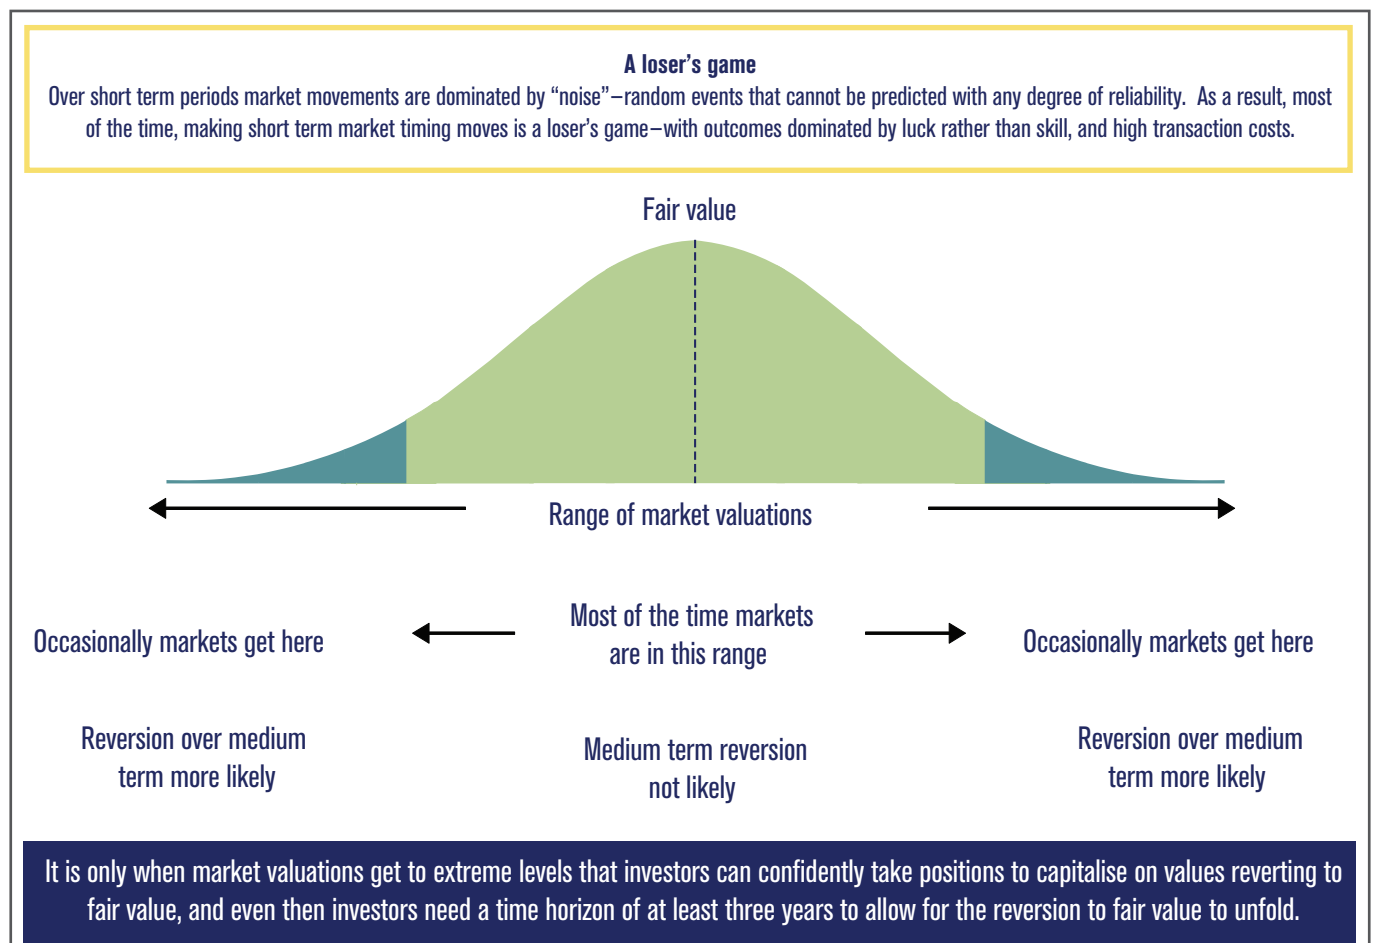 A loser’s game
Over short term periods market movements are dominated by “noise”–random events that cannot be predicted with any degree of reliability.  As a result, most
of the time, making short term market timing moves is a loser’s game–with outcomes dominated by luck rather than skill, and high transaction costs.
Fair value
Range of market valuations
Occasionally markets get here
Most of the time markets
are in this range
Occasionally markets get here
Reversion over medium
term more likely
Medium term reversion
not likely
Reversion over medium
term more likely
It is only when market valuations get to extreme levels that investors can confidently take positions to capitalise on values reverting to
fair value, and even then investors need a time horizon of at least three years to allow for the reversion to fair value to unfold.